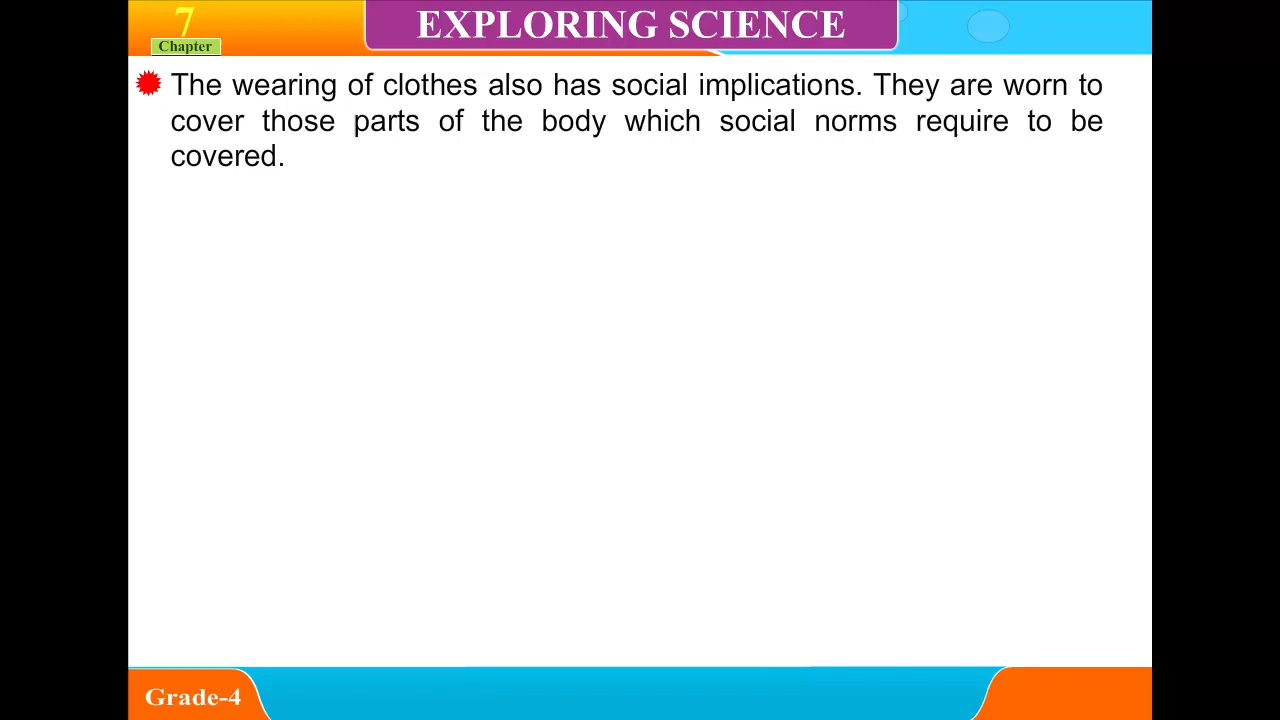 7
Chapter
EXPLORING SCIENCE
The wearing of clothes also has social implications. They are worn to
cover those parts of the body which social norms require to be
covered.
Grade-4